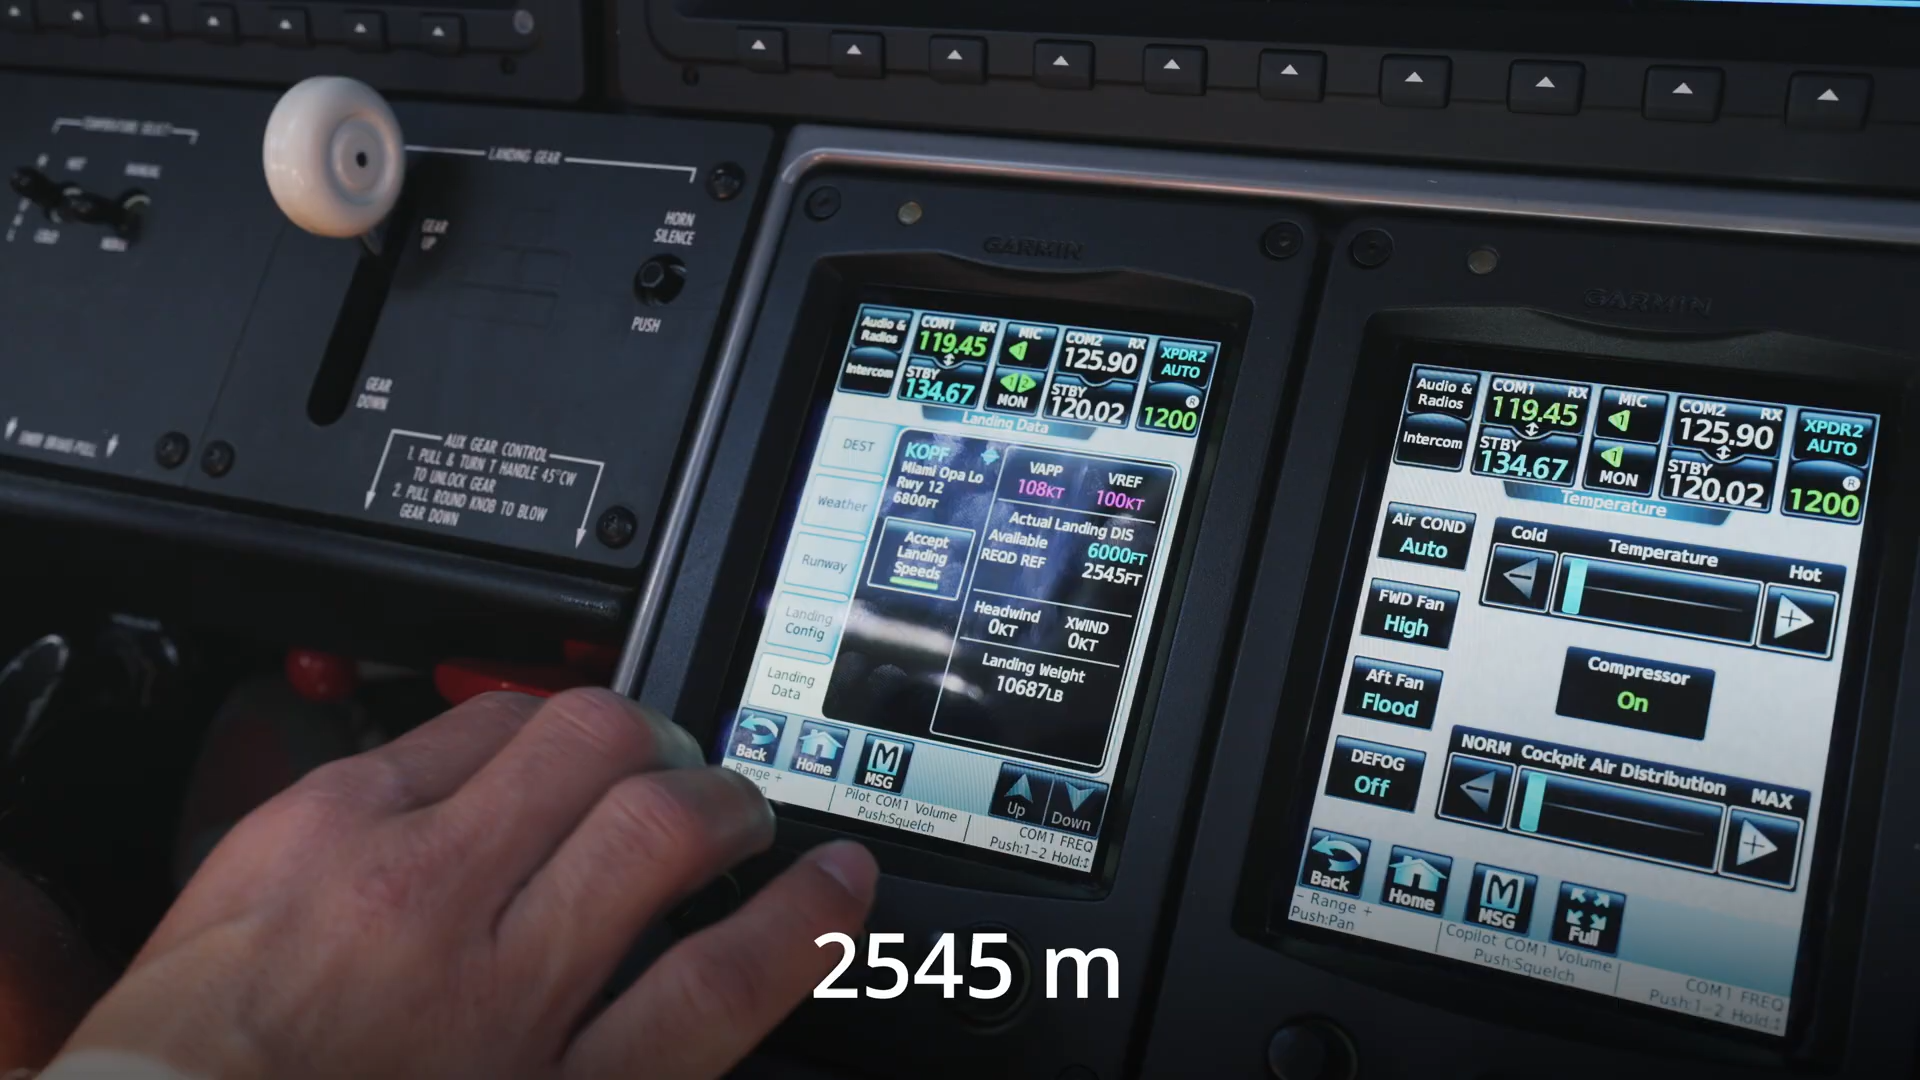 TEMPERATURE SELECT
HOT
MANUAL
COLD
NORM
LANDING GEAR
GEAR
UP
HORN
SILENCE
PUSH
GEAR
DOWN
AUX GEAR CONTROL
1. PULL & TURN T HANDLE 45°CW
TO UNLOCK GEAR
2. PULL ROUND KNOB TO BLOW
GEAR DOWN
GARMIN
Audio &
Radios
Intercom
COM1 RX
119.45
STBY
134.67
MIC
MON
COM2 RX
125.90
STBY
120.02
XPDR2
AUTO
R
1200
Landing Data
DEST
Weather
Runway
Landing
Config
Landing
Data
KOPF
Miami Opa Lo
Rwy 12
6800FT
Accept
Landing
Speeds
VAPP
108KT
VREF
100KT
Actual Landing DIS
Available 6000FT
REQD REF 2545FT
Headwind
0KT
XWIND
0KT
Landing Weight
10687LB
Back
Home
MSG
Up
Down
- Range +
Pilot COM1 Volume
Push:Squelch
COM1 FREQ
Push:1-2 Hold:↕
GARMIN
Audio &
Radios
Intercom
COM1 RX
119.45
STBY
134.67
MIC
1
MON
COM2 RX
125.90
STBY
120.02
XPDR2
AUTO
R
1200
Temperature
Air COND
Auto
FWD Fan
High
Aft Fan
Flood
DEFOG
Off
Cold
Temperature
Hot
Compressor
On
NORM Cockpit Air Distribution MAX
Back
Home
MSG
Full
- Range +
Push:Pan
Copilot COM1 Volume
Push:Squelch
COM1 FREQ
Push:1-2 Hold:↕
2545 m